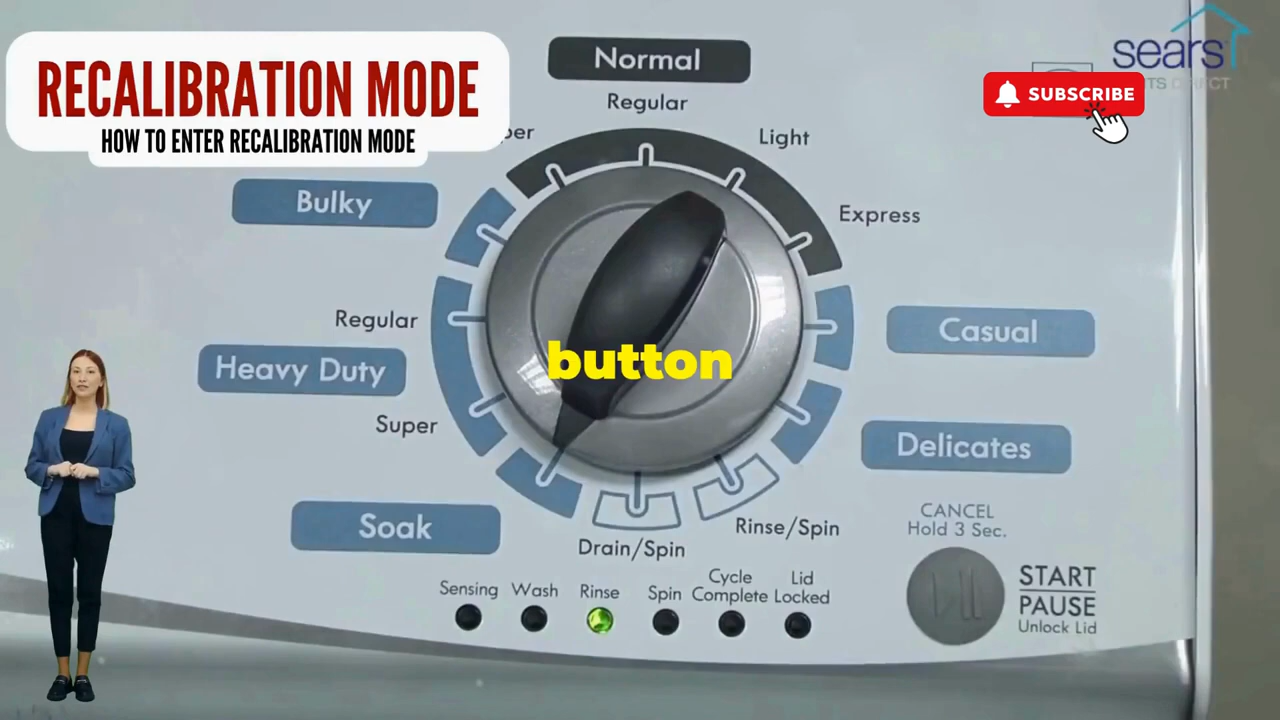 RECALIBRATION MODE
HOW TO ENTER RECALIBRATION MODE
sears
DIRECT
SUBSCRIBE
Normal
Regular
Light
Express
Bulky
Regular
Heavy Duty
Super
Soak
button
Casual
Delicates
Rinse/Spin
Drain/Spin
CANCEL
Hold 3 Sec.
START
PAUSE
Unlock Lid
Sensing
Wash
Rinse
Spin
Cycle
Complete
Lid
Locked